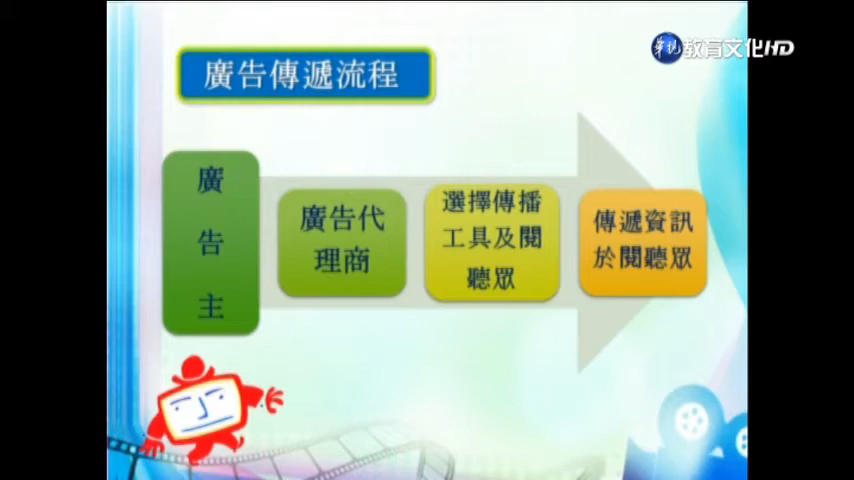 華視 教育文化HD
廣告傳遞流程
廣
告
主
廣告代
理商
選擇傳播
工具及閱
聽眾
傳遞資訊
於閱聽眾